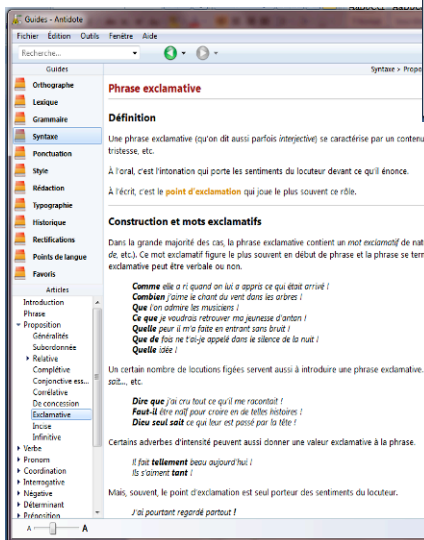 Guides - Antidote
Fichier Édition Outils Fenêtre Aide
Recherche...
Guides
Syntaxe > Propo
Orthographe
Lexique
Grammaire
Syntaxe
Ponctuation
Style
Rédaction
Typographie
Historique
Rectifications
Points de langue
Favoris
Articles
Introduction
Phrase
Proposition
Généralités
Subordonnée
Relative
Complétive
Conjonctive ess...
Corrélative
De concession
Exclamative
Incise
Infinitive
Verbe
Pronom
Coordination
Interrogative
Négative
Déterminant
Préposition
A A
Phrase exclamative
Définition
Une phrase exclamative (qu'on dit aussi parfois interjective) se caractérise par un contenu
tristesse, etc.
À l'oral, c'est l'intonation qui porte les sentiments du locuteur devant ce qu'il énonce.
À l'écrit, c'est le point d'exclamation qui joue le plus souvent ce rôle.
Construction et mots exclamatifs
Dans la grande majorité des cas, la phrase exclamative contient un mot exclamatif de nat
de, etc.). Ce mot exclamatif figure le plus souvent en début de phrase et la phrase se term
exclamative peut être verbale ou non.
Comme elle a ri quand on lui a appris ce qui était arrivé !
Combien j'aime le chant du vent dans les arbres !
Que l'on admire les musiciens !
Ce que je voudrais retrouver ma jeunesse d'antan !
Quelle peur il m'a faite en entrant sans bruit !
Que de fois ne t'ai-je appelé dans le silence de la nuit !
Quelle idée !
Un certain nombre de locutions figées servent aussi à introduire une phrase exclamative.
sait..., etc.
Dire que j'ai cru tout ce qu'il me racontait !
Faut-il être naïf pour croire en de telles histoires !
Dieu seul sait ce qui leur est passé par la tête !
Certains adverbes d'intensité peuvent aussi donner une valeur exclamative à la phrase.
Il fait tellement beau aujourd'hui !
Ils s'aiment tant !
Mais, souvent, le point d'exclamation est seul porteur des sentiments du locuteur.
J'ai pourtant regardé partout !